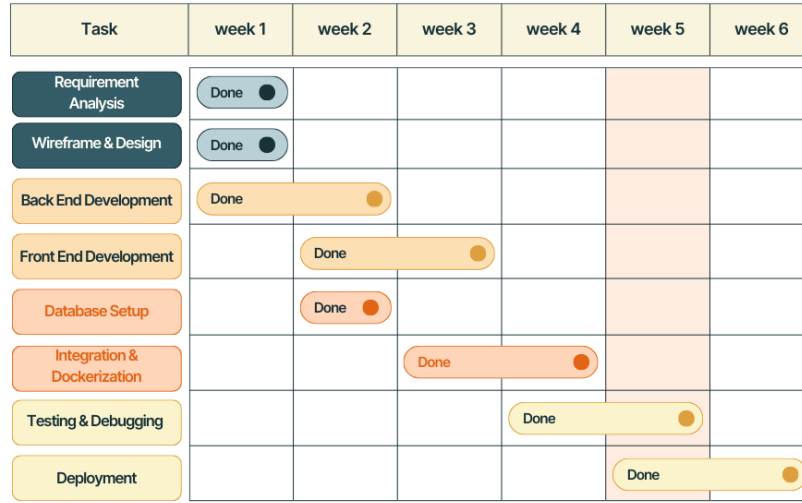 Task week 1 week 2 week 3 week 4 week 5 week 6
Requirement
Analysis
Done
Wireframe & Design
Done
Back End Development
Done
Front End Development
Done
Database Setup
Done
Integration &
Dockerization
Done
Testing & Debugging
Done
Deployment
Done